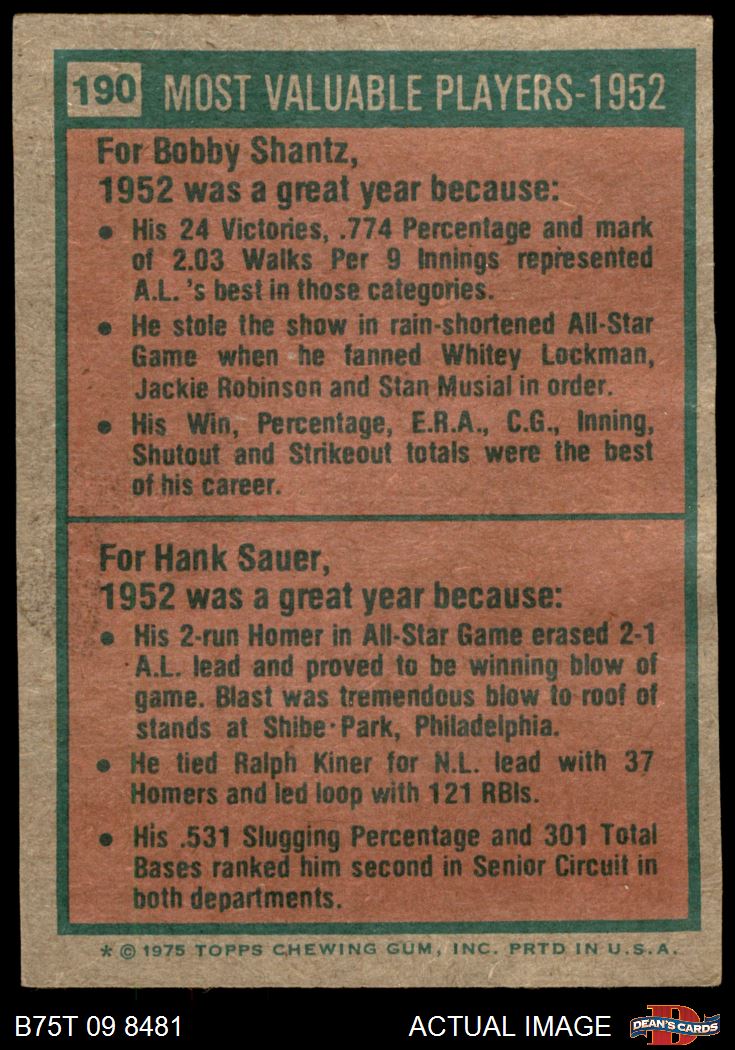 190 MOST VALUABLE PLAYERS-1952
For Bobby Shantz,
1952 was a great year because:
● His 24 Victories, .774 Percentage and mark
of 2.03 Walks Per 9 Innings represented
A.L. 's best in those categories.
● He stole the show in rain-shortened All-Star
Game when he fanned Whitey Lockman,
Jackie Robinson and Stan Musial in order.
● His Win, Percentage, E.R.A., C.G., Inning,
Shutout and Strikeout totals were the best
of his career.
For Hank Sauer,
1952 was a great year because:
● His 2-run Homer in All-Star Game erased 2-1
A.L. lead and proved to be winning blow of
game. Blast was tremendous blow to roof of
stands at Shibe Park, Philadelphia.
● He tied Ralph Kiner for N.L. lead with 37
Homers and led loop with 121 RBIs.
● His .531 Slugging Percentage and 301 Total
Bases ranked him second in Senior Circuit in
both departments.
* © 1975 TOPPS CHEWING GUM, INC. PRTD IN U.S.A.
B75T 09 8481 ACTUAL IMAGE D DEAN'S CARDS